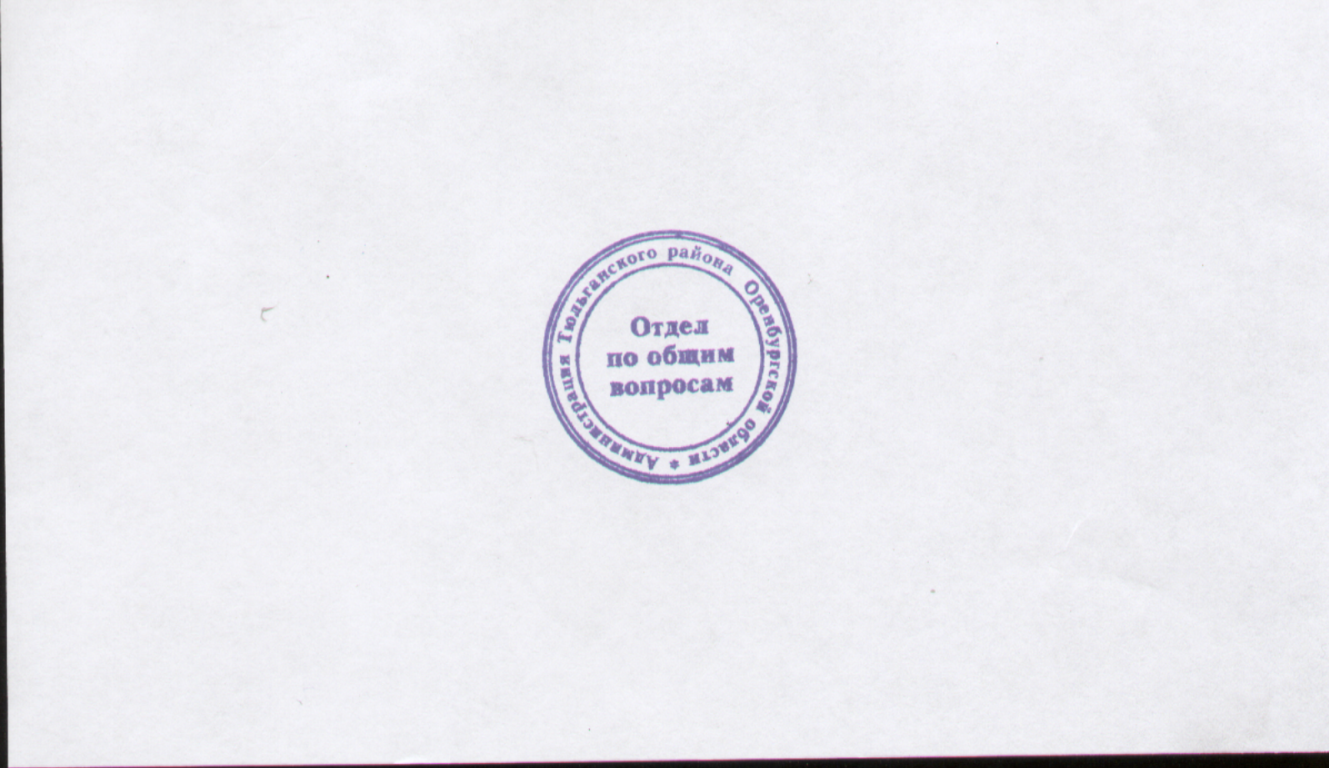 Администрация Тюльганского района Оренбургской области *
Отдел
по общим
вопросам